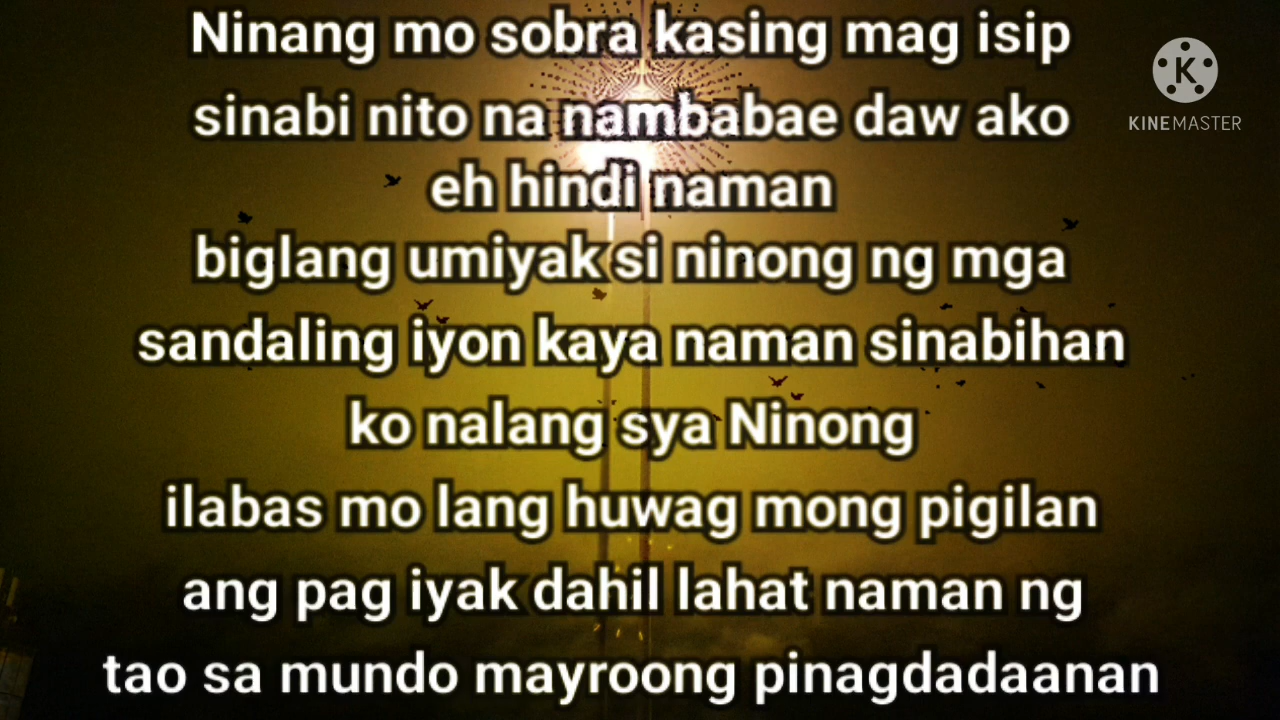 Ninang mo sobra kasing mag isip
sinabi nito na nambabae daw ako
eh hindi naman
biglang umiyak si ninong ng mga
sandaling iyon kaya naman sinabihan
ko nalang sya Ninong
ilabas mo lang huwag mong pigilan
ang pag iyak dahil lahat naman ng
tao sa mundo mayroong pinagdadaanan
K
KINEMASTER